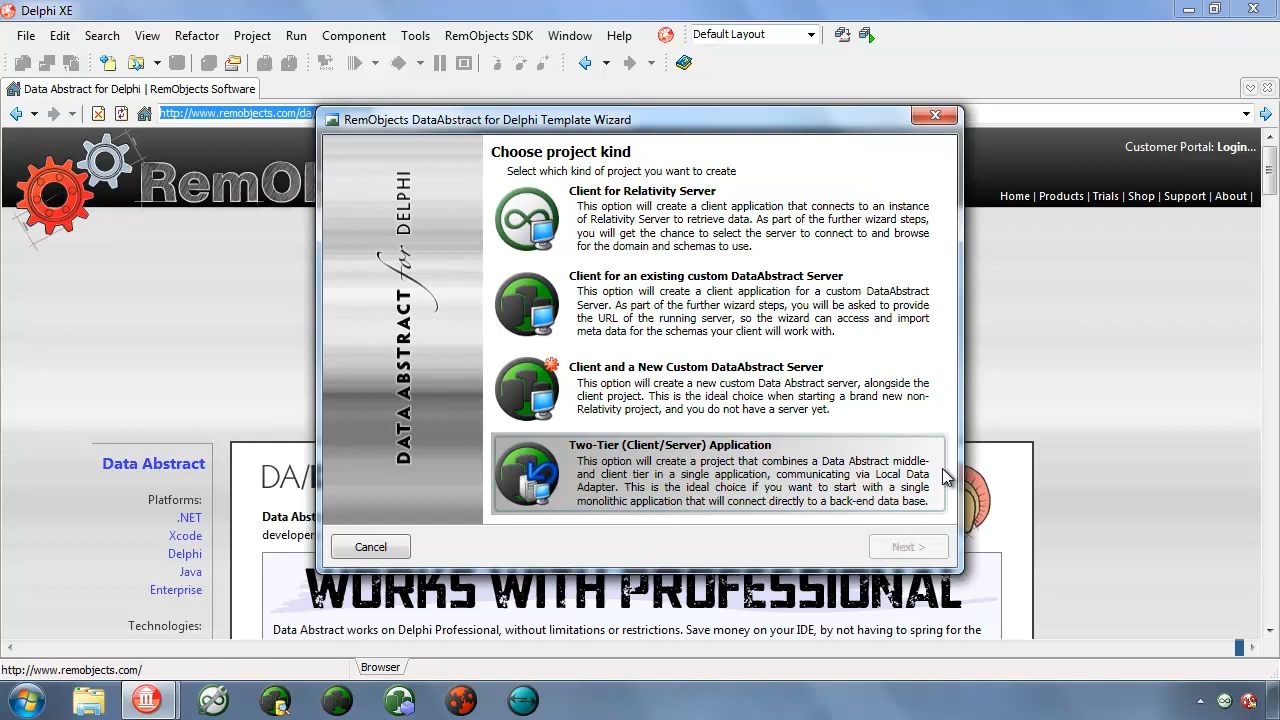 Delphi XE
File Edit Search View Refactor Project Run Component Tools RemObjects SDK Window Help
Default Layout
Data Abstract for Delphi | RemObjects Software
http://www.remobjects.com/da
RemObjects DataAbstract for Delphi Template Wizard
Customer Portal: Login...
RemO
Home | Products | Trials | Shop | Support | About |
DATA ABSTRACT for DELPHI
Choose project kind
Select which kind of project you want to create
Client for Relativity Server
This option will create a client application that connects to an instance
of Relativity Server to retrieve data. As part of the further wizard steps,
you will get the chance to select the server to connect to and browse
for the domain and schemas to use.
Client for an existing custom DataAbstract Server
This option will create a client application for a custom DataAbstract
Server. As part of the further wizard steps, you will be asked to provide
the URL of the running server, so the wizard can access and import
meta data for the schemas your client will work with.
Client and a New Custom DataAbstract Server
This option will create a new custom Data Abstract server, alongside the
client project. This is the ideal choice when starting a brand new non-
Relativity project, and you do not have a server yet.
Two-Tier (Client/Server) Application
This option will create a project that combines a Data Abstract middle-
and client tier in a single application, communicating via Local Data
Adapter. This is the ideal choice if you want to start with a single
monolithic application that will connect directly to a back-end data base.
Cancel
Next >
Data Abstract
Platforms:
.NET
Xcode
Delphi
Java
Enterprise
Technologies:
DA/
Data Abst
developer
WORKS WITH PROFESSIONAL
Data Abstract works on Delphi Professional, without limitations or restrictions. Save money on your IDE, by not having to spring for the
http://www.remobjects.com/
Browser